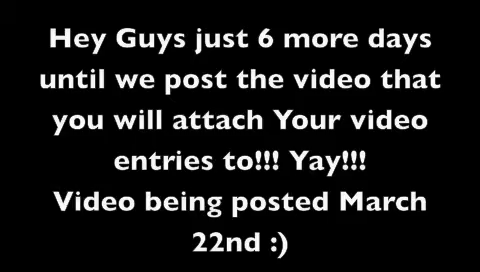 Hey Guys just 6 more days
until we post the video that
you will attach Your video
entries to!!! Yay!!!
Video being posted March
22nd :)